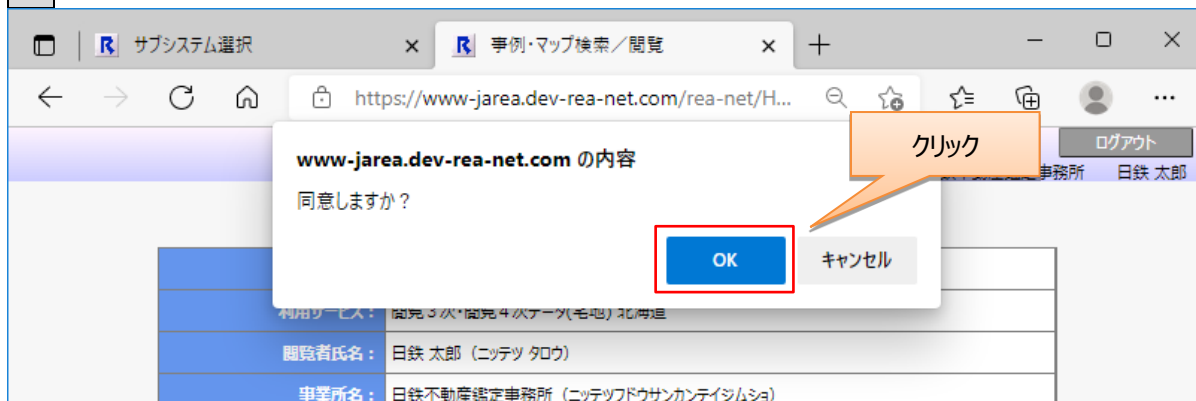 サブシステム選択
事例・マップ検索／閲覧
https://www-jarea.dev-rea-net.com/rea-net/H...
www-jarea.dev-rea-net.com の内容
同意しますか？
OK
キャンセル
クリック
ログアウト
日鉄 太郎
利用サービス：
閲覧３次・閲覧４次データ(宅地) 北海道
閲覧者氏名：
日鉄 太郎（ニッテツ タロウ）
事業所名：
日鉄不動産鑑定事務所（ニッテツフドウサンカンテイジムショ）